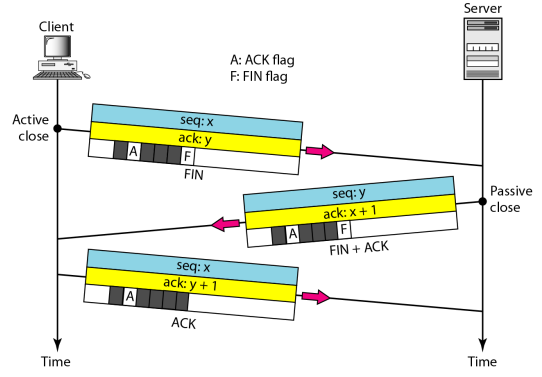 Client
Server
A: ACK flag
F: FIN flag
Active
close
seq: x
ack: y
A
F
FIN
Passive
close
seq: y
ack: x + 1
A
F
FIN + ACK
seq: x
ack: y + 1
A
ACK
Time
Time